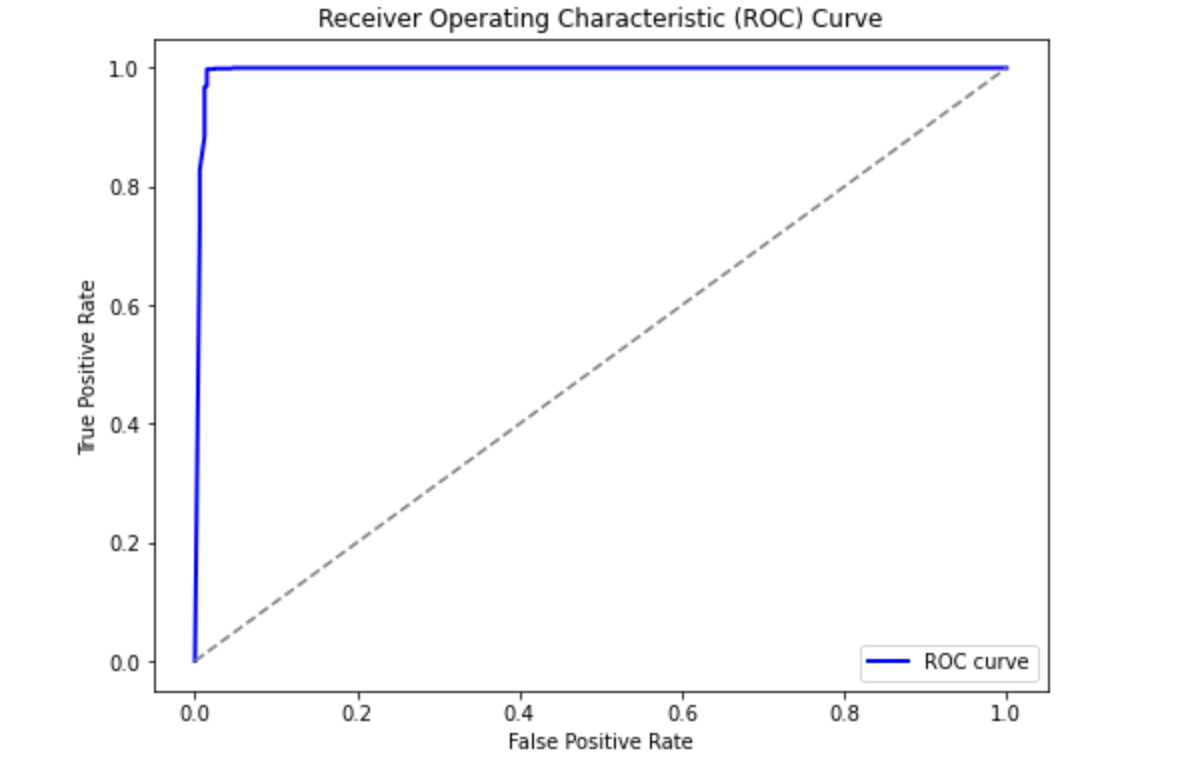 Receiver Operating Characteristic (ROC) Curve
1.0
0.8
0.6
0.4
0.2
0.0
True Positive Rate
ROC curve
0.0 0.2 0.4 0.6 0.8 1.0
False Positive Rate